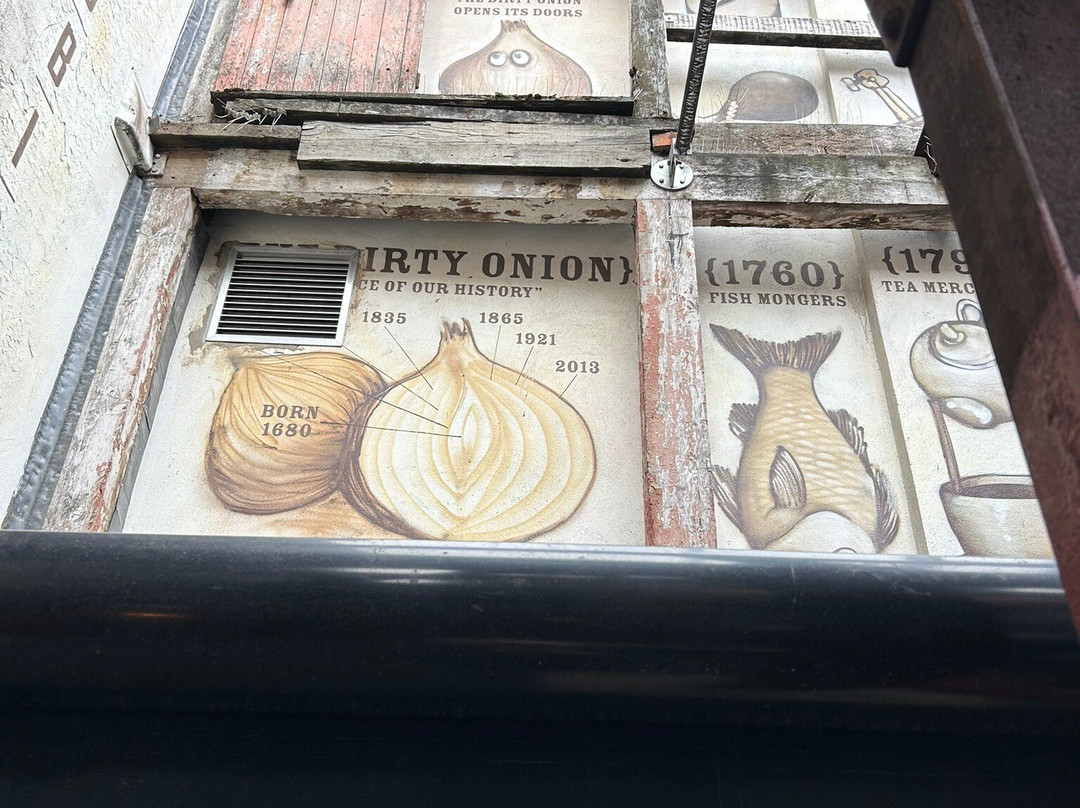 THE DIRTY ONION
OPENS ITS DOORS
DIRTY ONION}
OF OUR HISTORY”
1835
1865
1921
2013
BORN
1680
{1760}
FISH MONGERS
{179
TEA MERC